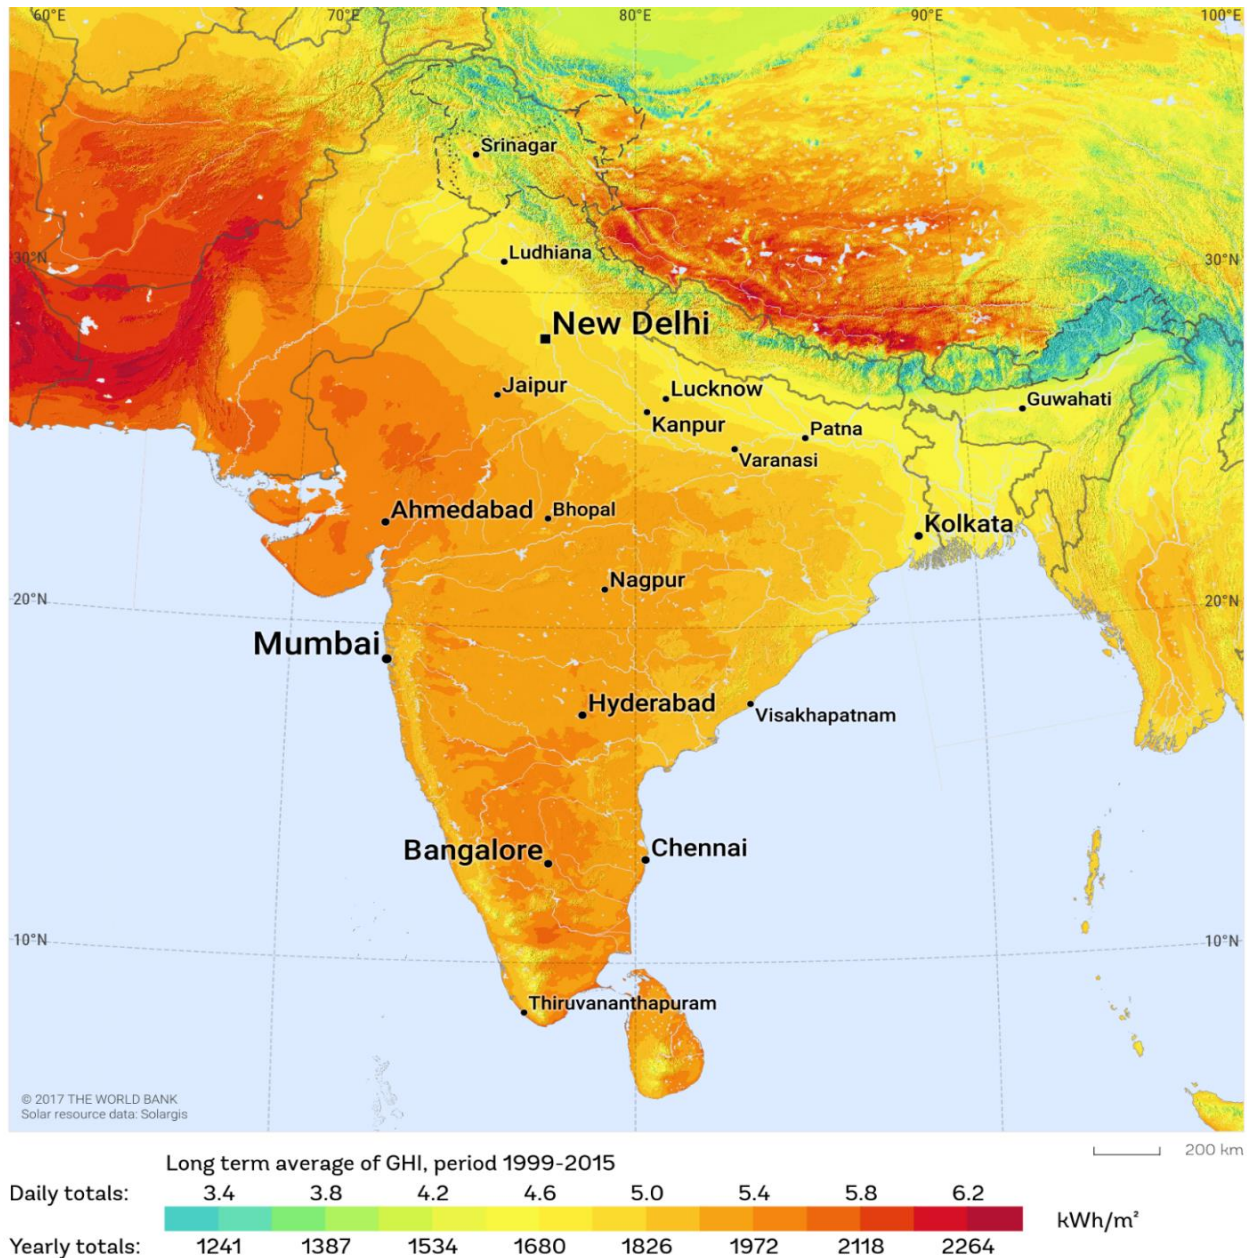 60°E 70°E 80°E 90°E 100°E
Srinagar
Ludhiana
30°N 30°N
New Delhi
Jaipur
Lucknow
Kanpur
Guwahati
Patna
Varanasi
Ahmedabad
Bhopal
Kolkata
Nagpur
20°N 20°N
Mumbai
Hyderabad
Visakhapatnam
Bangalore
Chennai
10°N 10°N
Thiruvananthapuram
© 2017 THE WORLD BANK
Solar resource data: Solargis
200 km
Long term average of GHI, period 1999-2015
Daily totals: 3.4 3.8 4.2 4.6 5.0 5.4 5.8 6.2
kWh/m²
Yearly totals: 1241 1387 1534 1680 1826 1972 2118 2264